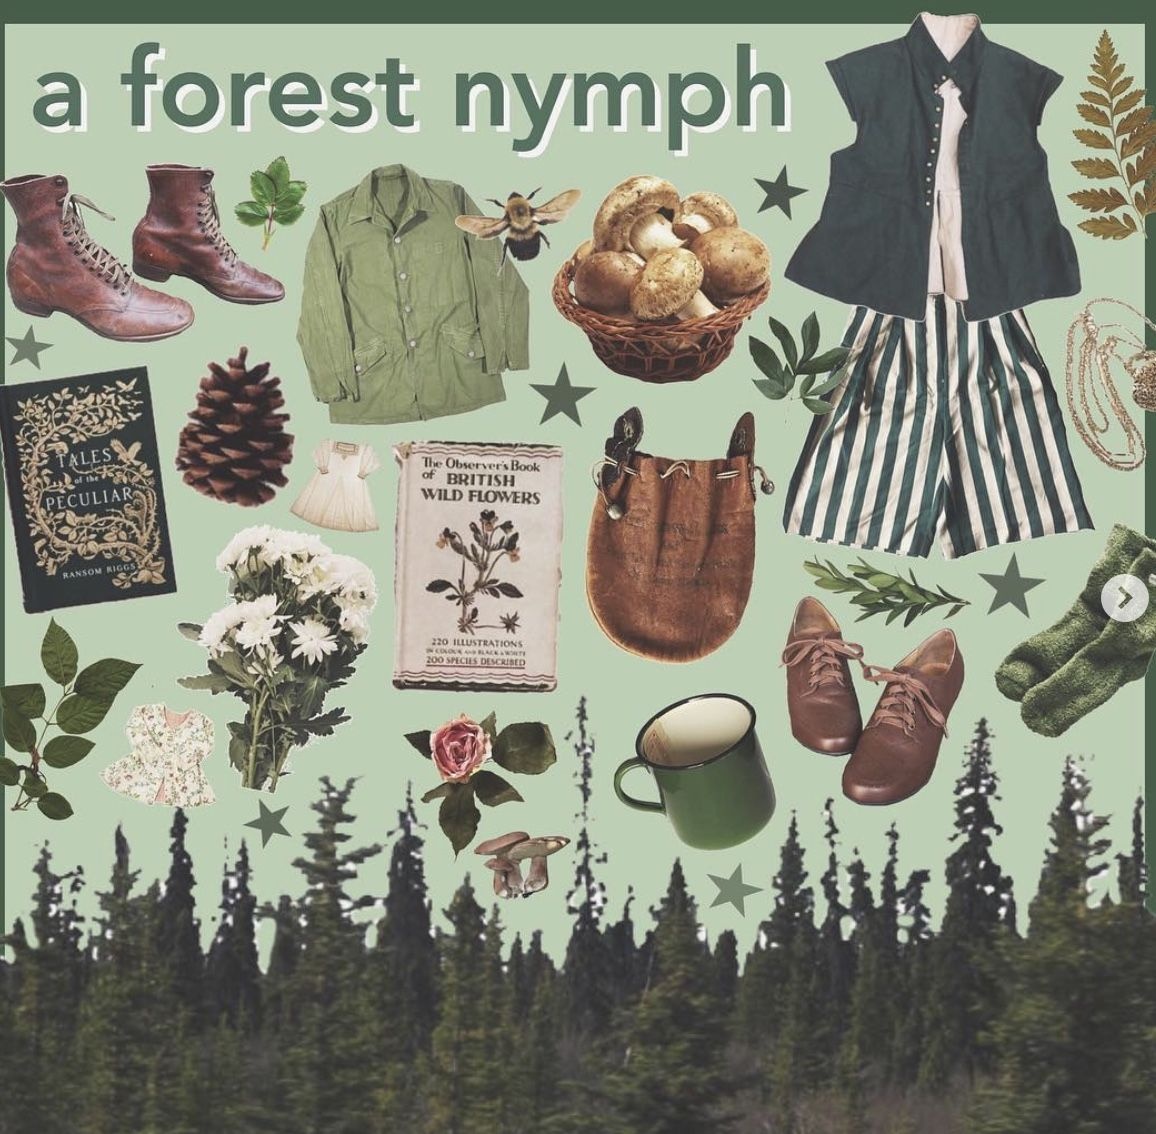 a forest nymph
TALES
of the
PECULIAR
RANSOM RIGGS
The Observer's Book
of BRITISH
WILD FLOWERS
220 ILLUSTRATIONS
IN COLOUR AND BLACK & WHITE
200 SPECIES DESCRIBED